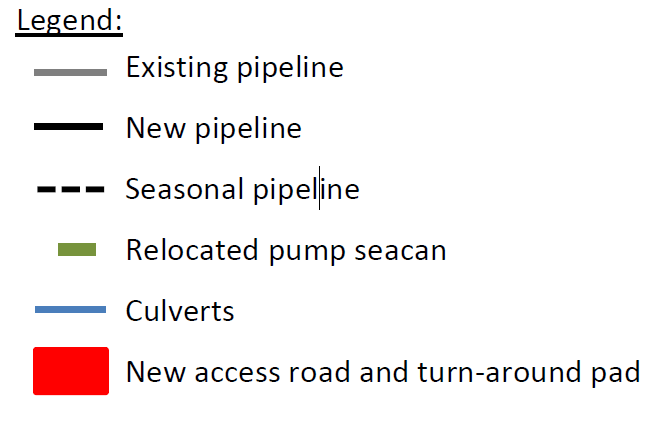 Legend:
Existing pipeline
New pipeline
Seasonal pipeline
Relocated pump seacan
Culverts
New access road and turn-around pad